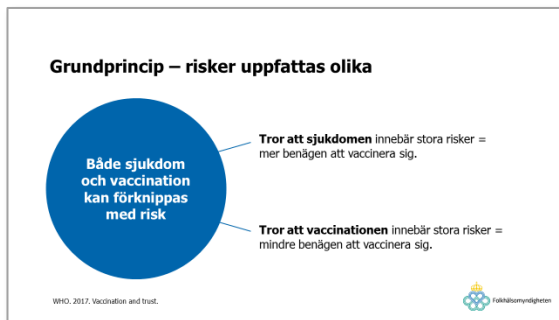 Grundprincip – risker uppfattas olika
Både sjukdom
och vaccination
kan förknippas
med risk
Tror att sjukdomen innebär stora risker =
mer benägen att vaccinera sig.
Tror att vaccinationen innebär stora risker =
mindre benägen att vaccinera sig.
WHO. 2017. Vaccination and trust.
Folkhälsomyndigheten